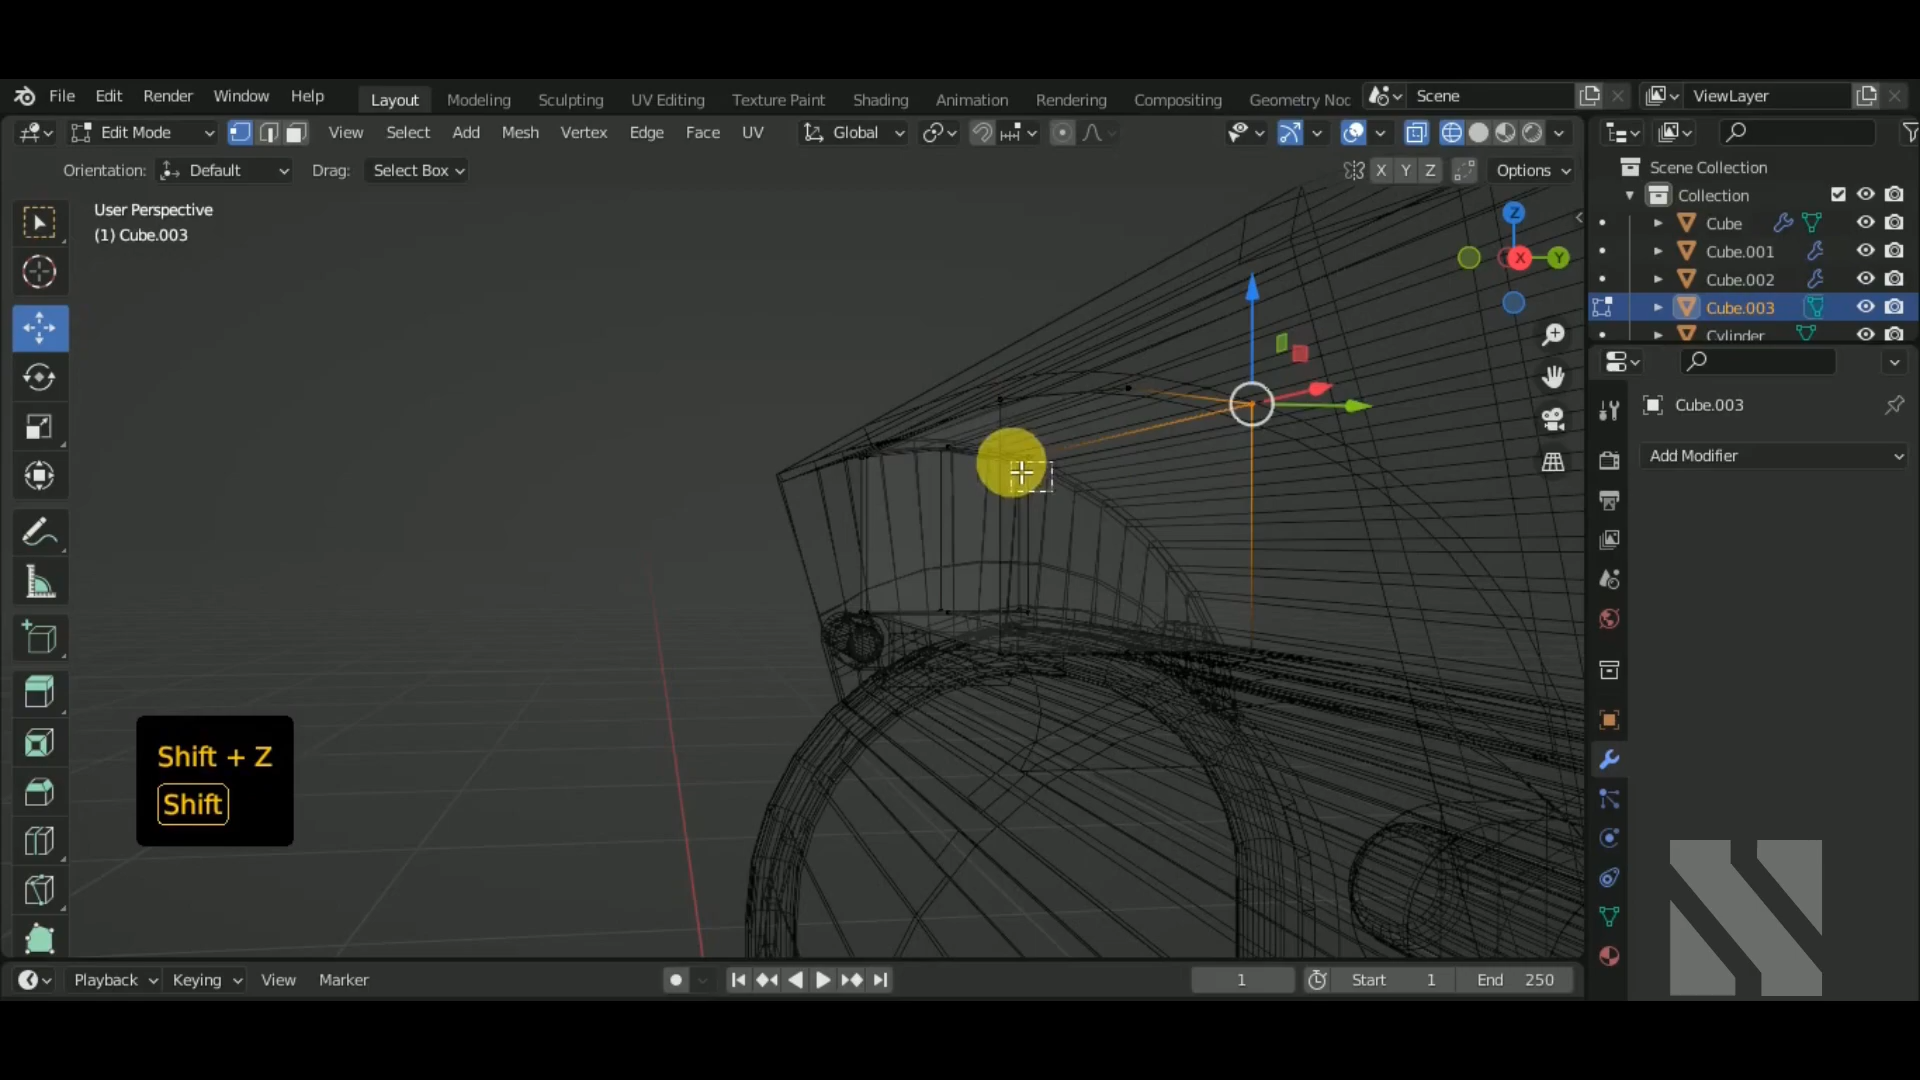 File Edit Render Window Help Layout Modeling Sculpting UV Editing Texture Paint Shading Animation Rendering Compositing Geometry Noc Scene ViewLayer
Edit Mode View Select Add Mesh Vertex Edge Face UV Global
Orientation: Default Drag: Select Box X Y Z Options
User Perspective
(1) Cube.003
Z
X Y
Scene Collection
Collection
Cube
Cube.001
Cube.002
Cube.003
Cylinder
Cube.003
Add Modifier
Shift + Z
Shift
Playback Keying View Marker 1 Start 1 End 250